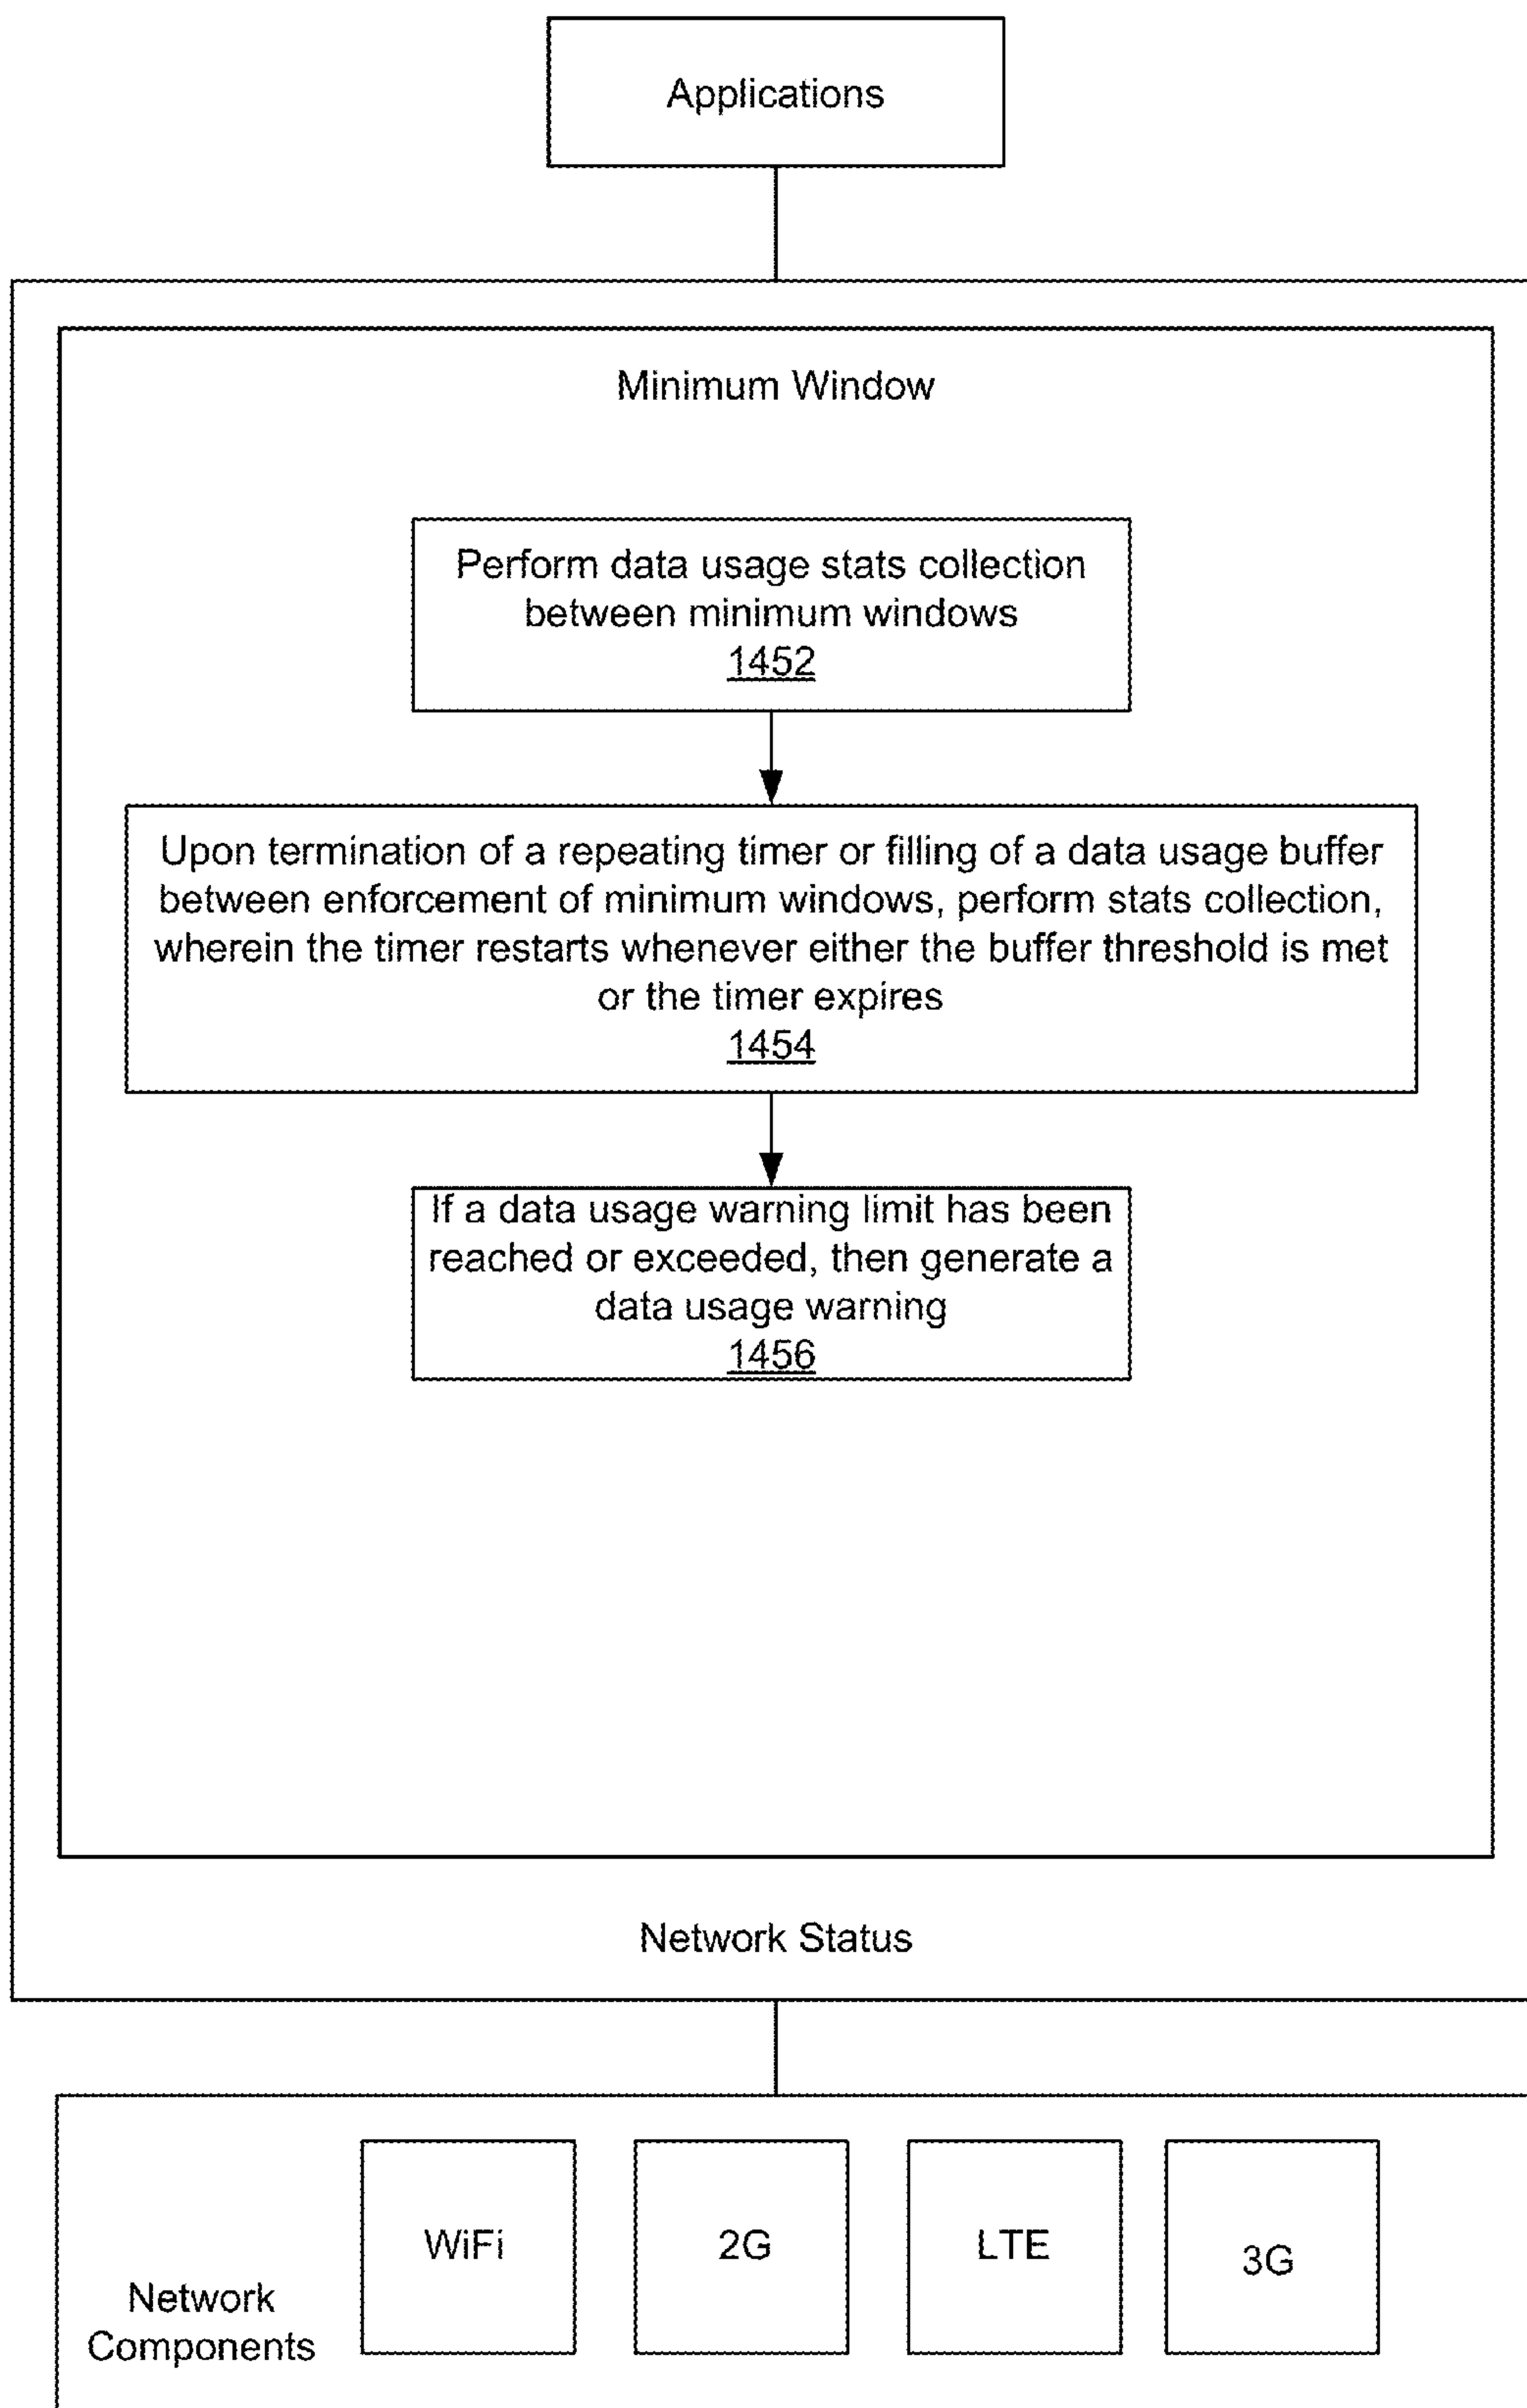 Applications
Minimum Window
Perform data usage stats collection
between minimum windows
1452
Upon termination of a repeating timer or filling of a data usage buffer
between enforcement of minimum windows, perform stats collection,
wherein the timer restarts whenever either the buffer threshold is met
or the timer expires
1454
If a data usage warning limit has been
reached or exceeded, then generate a
data usage warning
1456
Network Status
WiFi
2G
LTE
3G
Network
Components